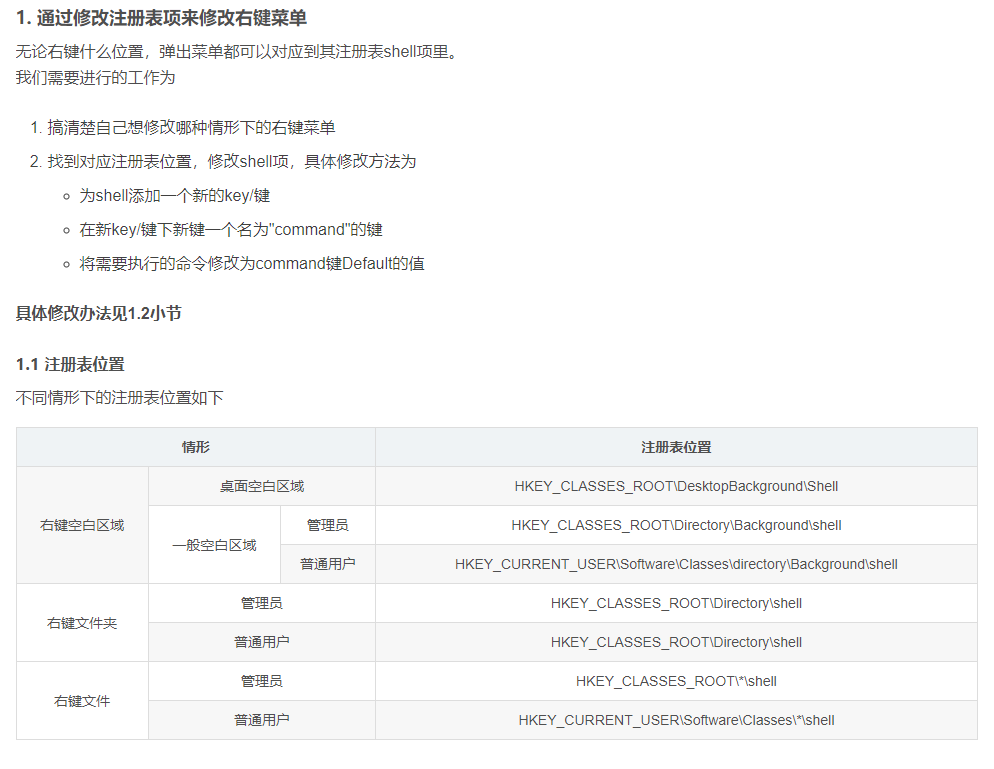 1. 通过修改注册表项来修改右键菜单
无论右键什么位置，弹出菜单都可以对应到其注册表shell项里。
我们需要进行的工作为
1. 搞清楚自己想修改哪种情形下的右键菜单
2. 找到对应注册表位置，修改shell项，具体修改方法为
为shell添加一个新的key/键
在新key/键下新键一个名为"command"的键
将需要执行的命令修改为command键Default的值
具体修改办法见1.2小节
1.1 注册表位置
不同情形下的注册表位置如下
情形 注册表位置
右键空白区域 桌面空白区域 HKEY_CLASSES_ROOT\DesktopBackground\Shell
一般空白区域 管理员 HKEY_CLASSES_ROOT\Directory\Background\shell
普通用户 HKEY_CURRENT_USER\Software\Classes\directory\Background\shell
右键文件夹 管理员 HKEY_CLASSES_ROOT\Directory\shell
普通用户 HKEY_CLASSES_ROOT\Directory\shell
右键文件 管理员 HKEY_CLASSES_ROOT\*\shell
普通用户 HKEY_CURRENT_USER\Software\Classes\*\shell